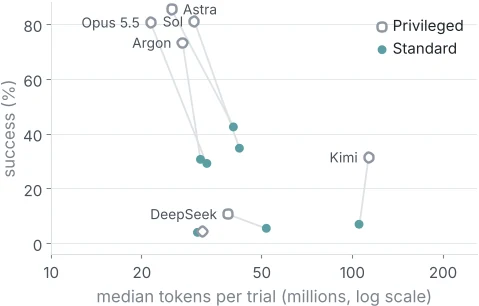 Astra
Opus 5.5
Sol
Privileged
Argon
Standard
80
60
40
20
0
success (%)
Kimi
DeepSeek
10
20
50
100
200
median tokens per trial (millions, log scale)